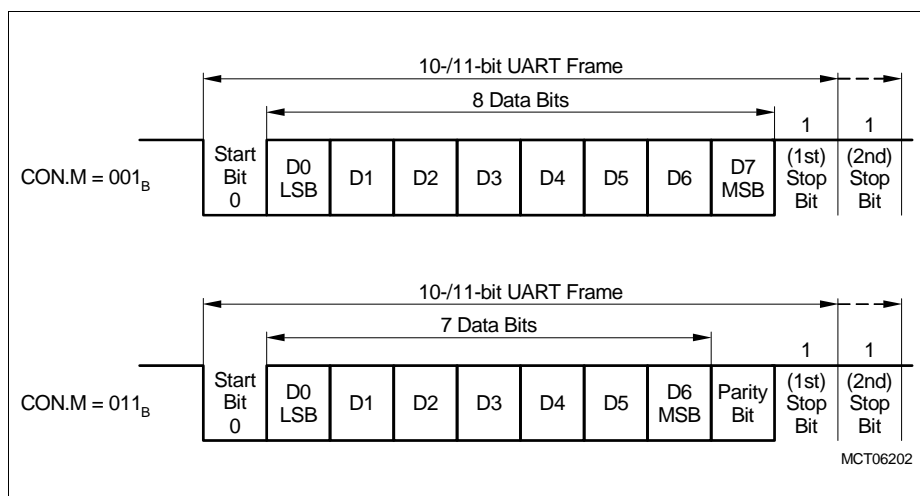 10-/11-bit UART Frame
8 Data Bits
1 1
CON.M = 001B
Start Bit 0
D0 LSB
D1
D2
D3
D4
D5
D6
D7 MSB
(1st) Stop Bit
(2nd) Stop Bit
10-/11-bit UART Frame
7 Data Bits
1 1
CON.M = 011B
Start Bit 0
D0 LSB
D1
D2
D3
D4
D5
D6 MSB
Parity Bit
(1st) Stop Bit
(2nd) Stop Bit
MCT06202